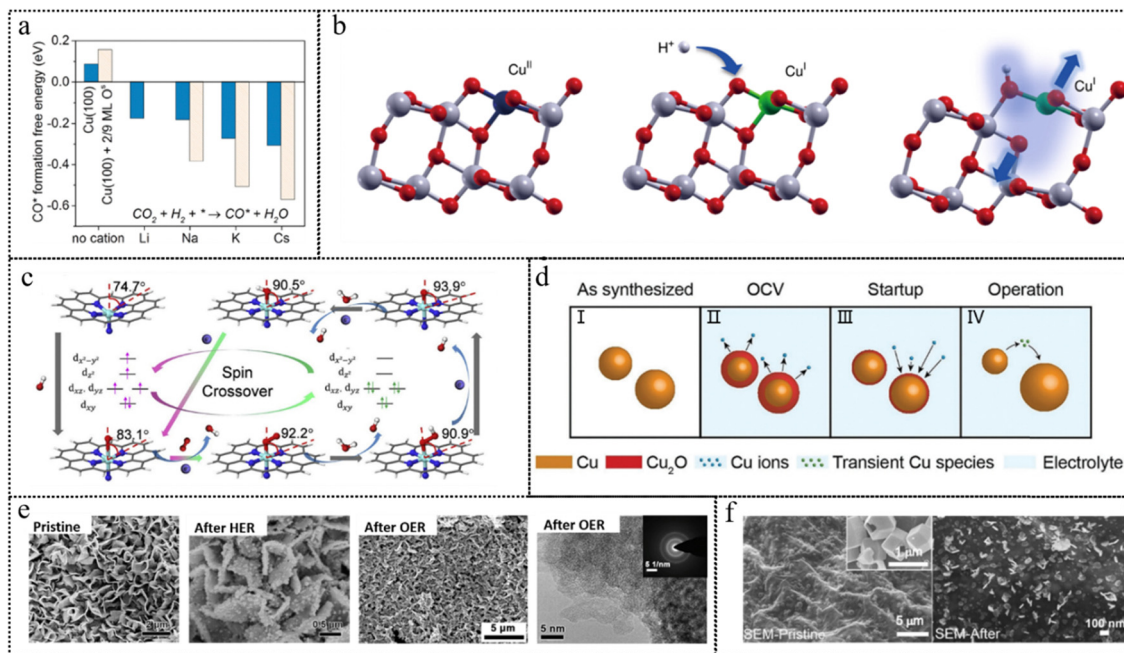 a
0.2
0.0
-0.2
-0.4
-0.6
CO* formation free energy (eV)
Cu(100)
Cu(100) + 2/9 ML O*
CO₂ + H₂ + * → CO* + H₂O
no cation Li Na K Cs
b
Cuᴵᴵ
H⁺
Cuᴵ
Cuᴵ
c
74.7°
90.5°
93.9°
dx²-y²
dz²
dxz, dyz
dxy
Spin
Crossover
dx²-y²
dz²
dxz, dyz
dxy
83.1°
92.2°
90.9°
d
As synthesized OCV Startup Operation
I II III IV
Cu Cu₂O Cu ions Transient Cu species Electrolyte
e
Pristine
After HER
0.5 μm
After OER
5 μm
After OER
5 1/nm
5 nm
f
1 μm
SEM-Pristine
5 μm
SEM-After
100 nm